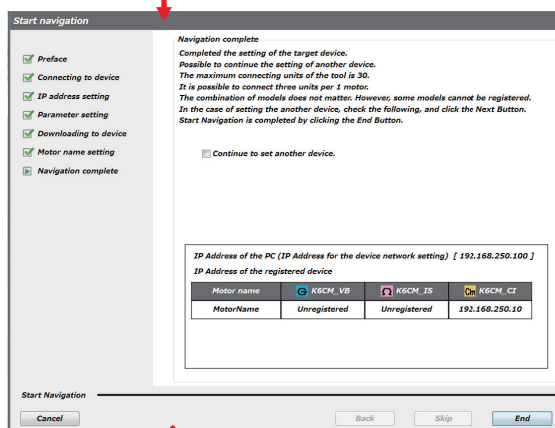 Start navigation
Navigation complete
Preface
Connecting to device
IP address setting
Parameter setting
Downloading to device
Motor name setting
Navigation complete
Completed the setting of the target device.
Possible to continue the setting of another device.
The maximum connecting units of the tool is 30.
It is possible to connect three units per 1 motor.
The combination of models does not matter. However, some models cannot be registered.
In the case of setting the another device, check the following, and click the Next Button.
Start Navigation is completed by clicking the End Button.
Continue to set another device.
IP Address of the PC (IP Address for the device network setting) [ 192.168.250.100 ]
IP Address of the registered device
Motor name G K6CM_VB Ω K6CM_IS Cm K6CM_CI
MotorName Unregistered Unregistered 192.168.250.10
Start Navigation
Cancel Back Skip End